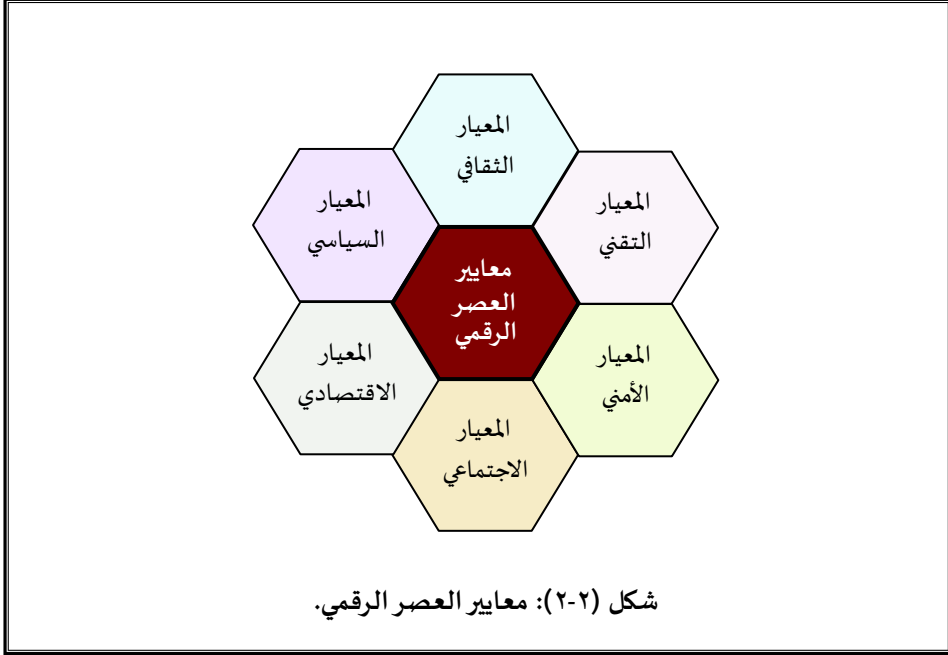 المعيار
الثقافي
المعيار
التقني
المعيار
السياسي
معايير
العصر
الرقمي
المعيار
الأمني
المعيار
الاقتصادي
المعيار
الاجتماعي
شكل (٢-٢): معايير العصر الرقمي.